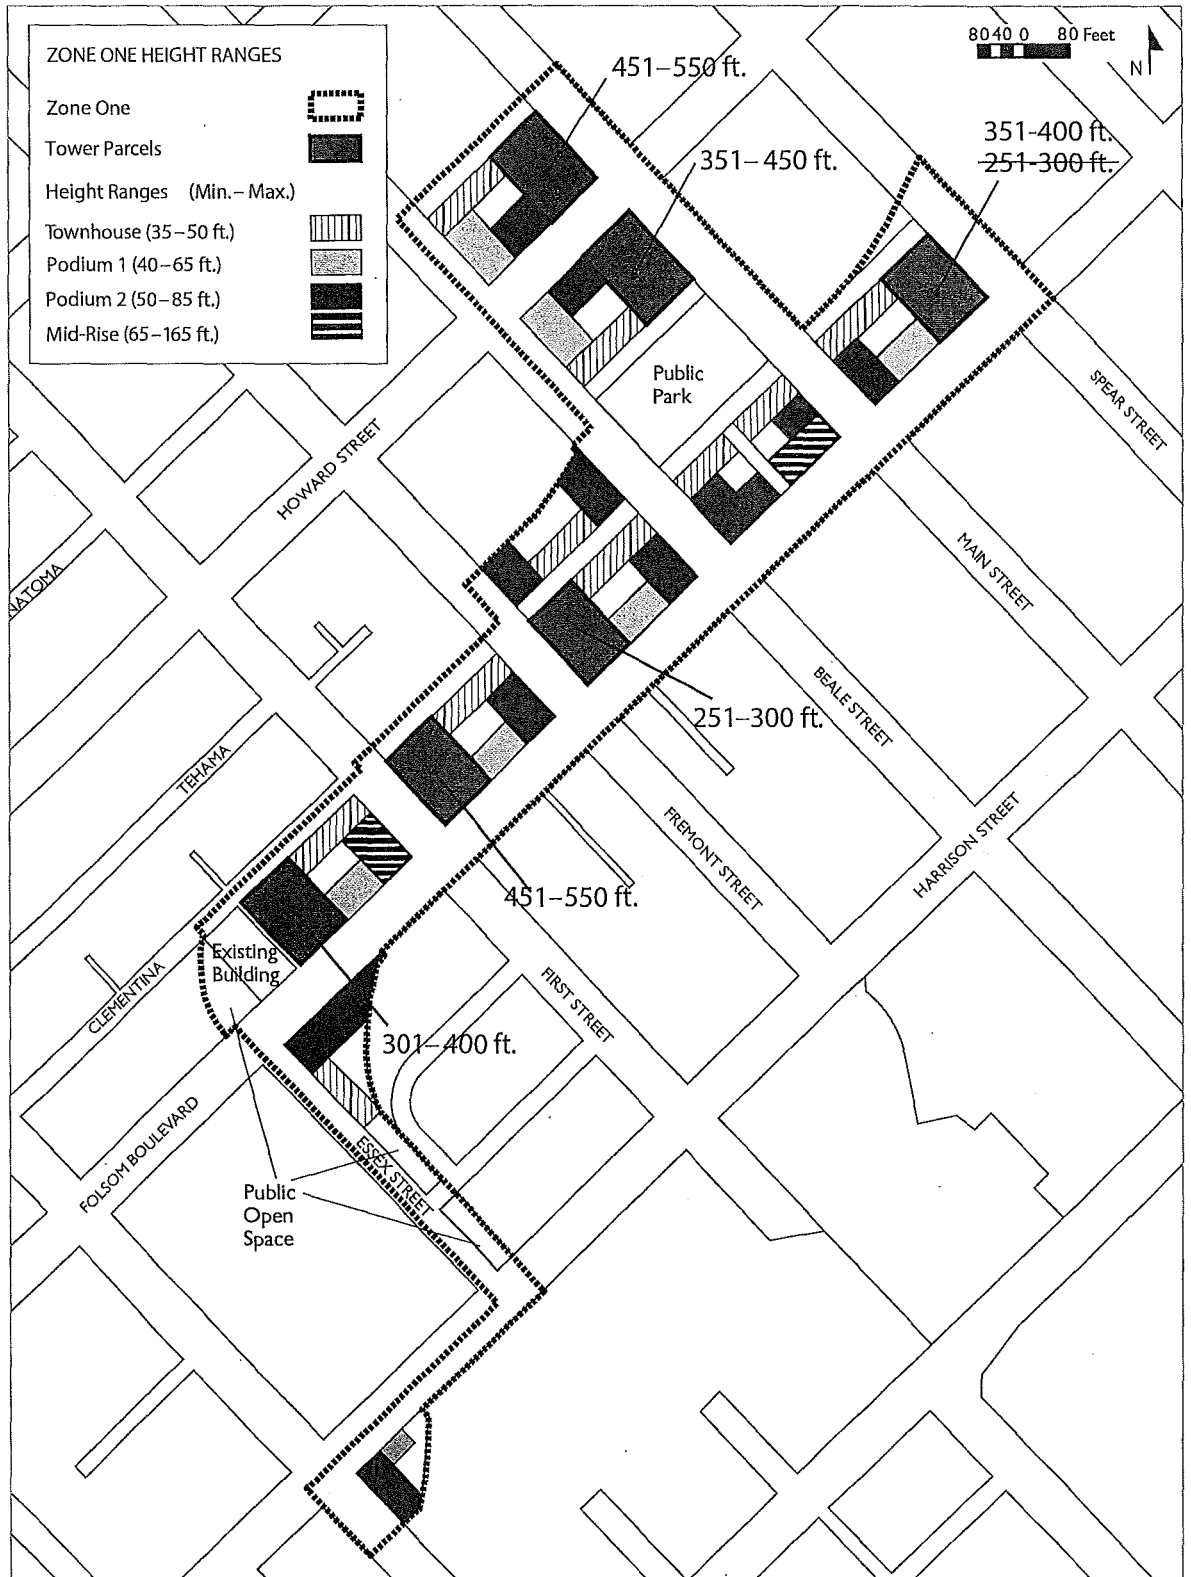 ZONE ONE HEIGHT RANGES
Zone One
Tower Parcels
Height Ranges (Min.–Max.)
Townhouse (35–50 ft.)
Podium 1 (40–65 ft.)
Podium 2 (50–85 ft.)
Mid-Rise (65–165 ft.)
80 40 0 80 Feet
N
451–550 ft.
351–450 ft.
351-400 ft.
251-300 ft.
Public
Park
SPEAR STREET
HOWARD STREET
MAIN STREET
NATOMA
BEALE STREET
251–300 ft.
TEHAMA
FREMONT STREET
HARRISON STREET
451–550 ft.
Existing
Building
CLEMENTINA
FIRST STREET
301–400 ft.
FOLSOM BOULEVARD
ESSEX STREET
Public
Open
Space